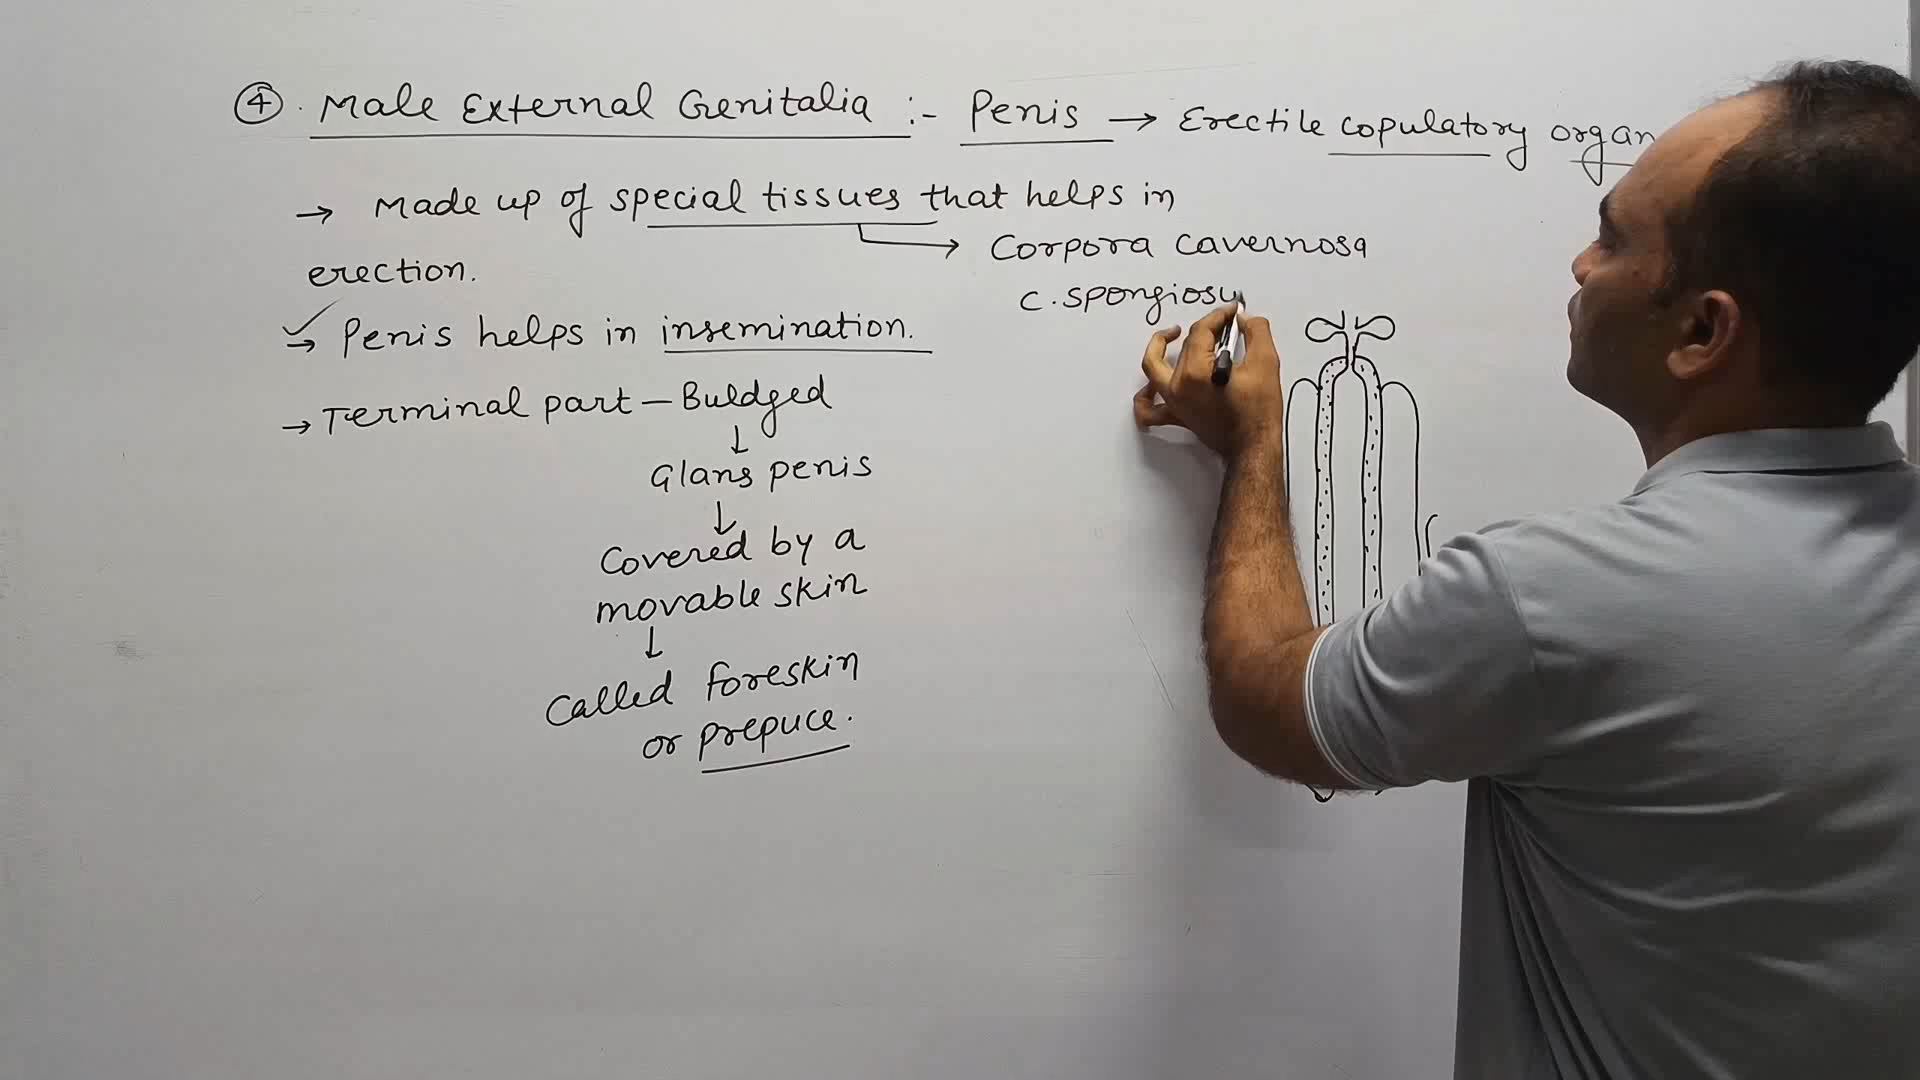 ④. Male External Genitalia :- Penis → Erectile copulatory organ
→ Made up of special tissues that helps in
erection.
→ Corpora cavernosa
C. spongiosu
→ Penis helps in insemination.
→ Terminal part – Buldged
↓
Glans penis
↓
Covered by a
movable skin
↓
Called foreskin
or prepuce.